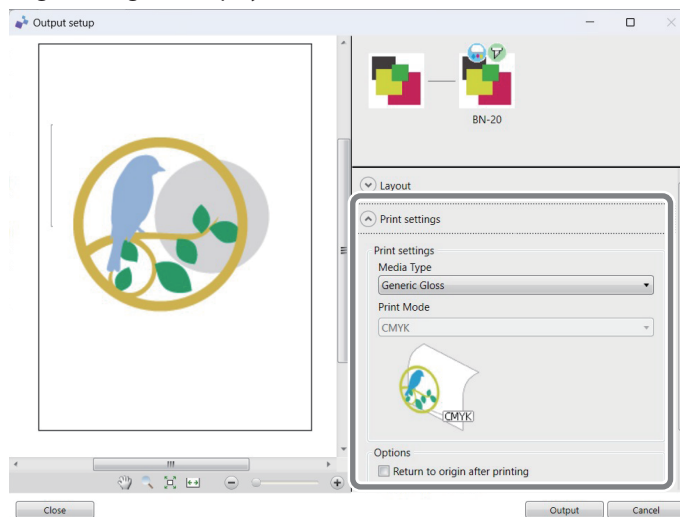 Output setup
BN-20
Layout
Print settings
Print settings
Media Type
Generic Gloss
Print Mode
CMYK
CMYK
Options
Return to origin after printing
Close
Output
Cancel